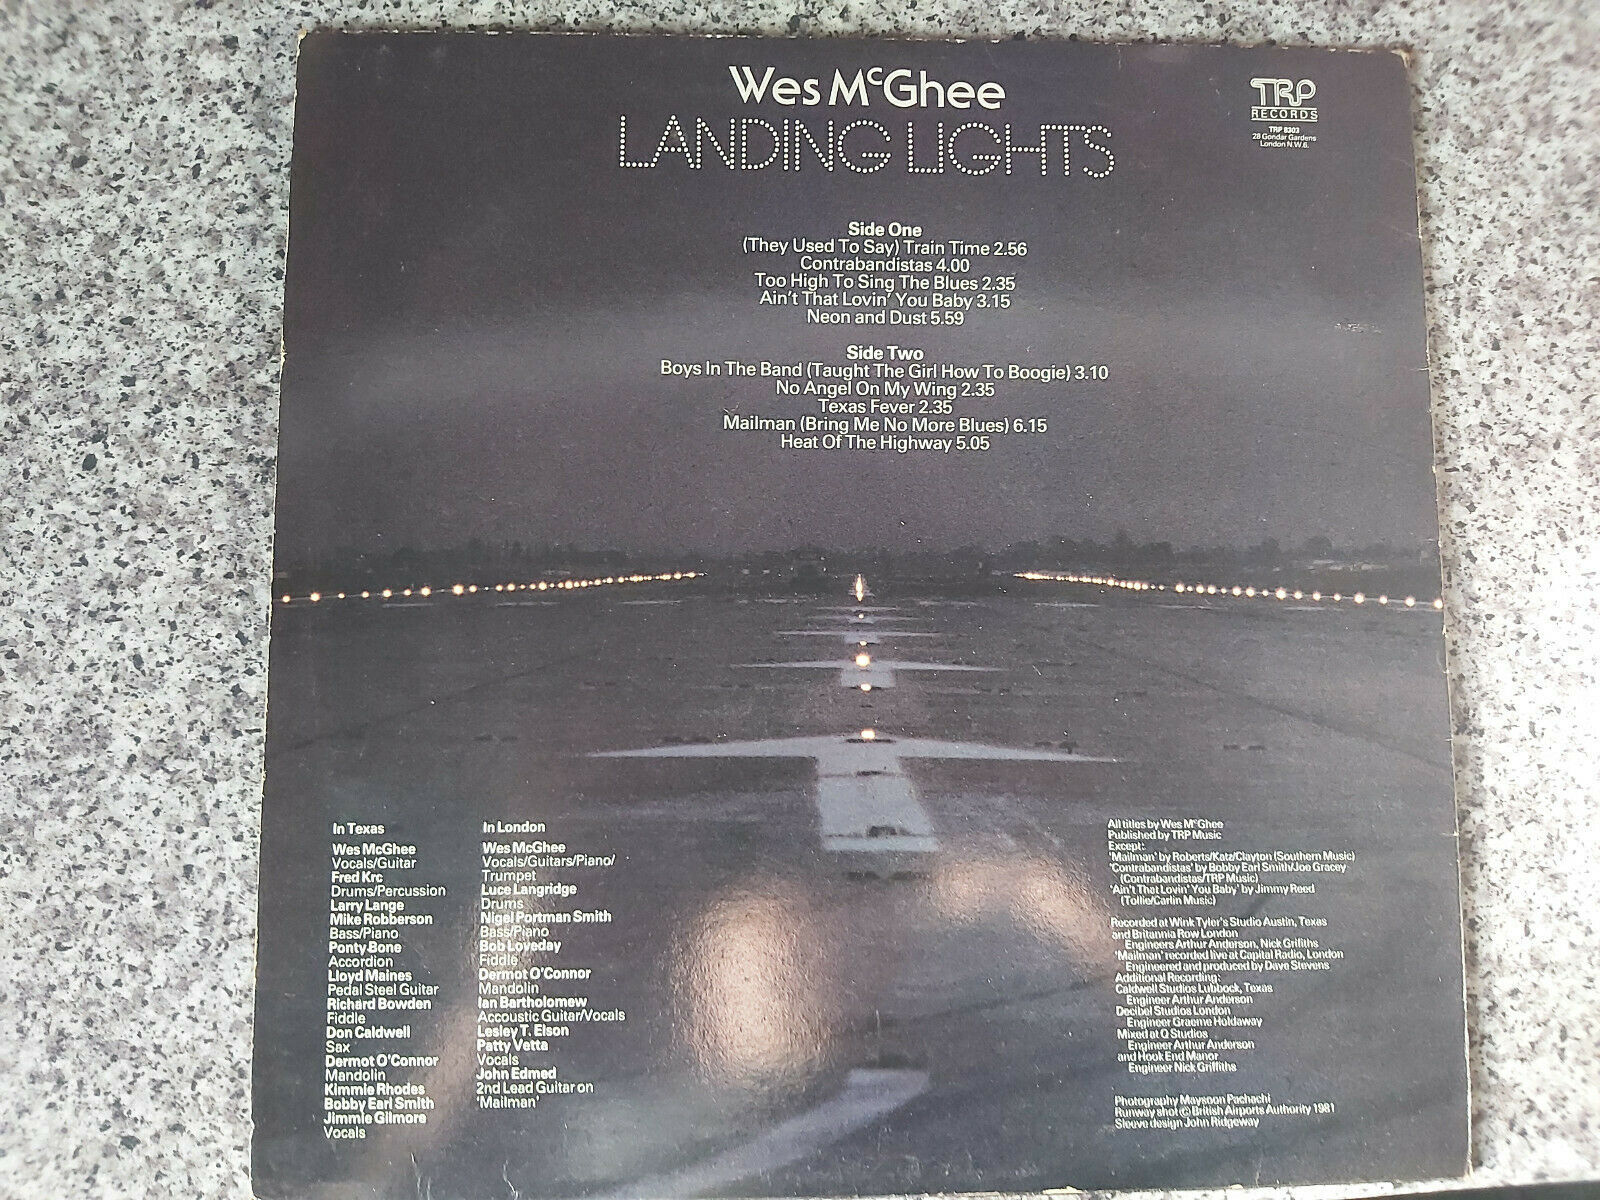 Wes McGhee
LANDING LIGHTS
TRP
RECORDS
TRP 8303
28 Gondar Gardens
London N.W.6.
Side One
(They Used To Say) Train Time 2.56
Contrabandistas 4.00
Too High To Sing The Blues 2.35
Ain't That Lovin' You Baby 3.15
Neon and Dust 5.59
Side Two
Boys In The Band (Taught The Girl How To Boogie) 3.10
No Angel On My Wing 2.35
Texas Fever 2.35
Mailman (Bring Me No More Blues) 6.15
Heat Of The Highway 5.05
In Texas
Wes McGhee
Vocals/Guitar
Fred Krc
Drums/Percussion
Larry Lange
Mike Robberson
Bass/Piano
Ponty Bone
Accordion
Lloyd Maines
Pedal Steel Guitar
Richard Bowden
Fiddle
Don Caldwell
Sax
Dermot O'Connor
Mandolin
Kimmie Rhodes
Bobby Earl Smith
Jimmie Gilmore
Vocals
In London
Wes McGhee
Vocals/Guitars/Piano/
Trumpet
Luce Langridge
Drums
Nigel Portman Smith
Bass/Piano
Bob Loveday
Fiddle
Dermot O'Connor
Mandolin
Ian Bartholomew
Accoustic Guitar/Vocals
Lesley T. Elson
Patty Vetta
Vocals
John Edmed
2nd Lead Guitar on
'Mailman'
All titles by Wes McGhee
Published by TRP Music
Except:
'Mailman' by Roberts/Katz/Clayton (Southern Music)
'Contrabandistas' by Bobby Earl Smith/Joe Gracey
(Contrabandistas/TRP Music)
'Ain't That Lovin' You Baby' by Jimmy Reed
(Tollie/Carlin Music)
Recorded at Wink Tyler's Studio Austin, Texas
and Britannia Row London
Engineers Arthur Anderson, Nick Griffiths
'Mailman' recorded live at Capital Radio, London
Engineered and produced by Dave Stevens
Additional Recording:
Caldwell Studios Lubbock, Texas
Engineer Arthur Anderson
Decibel Studios London
Engineer Graeme Holdaway
Mixed at Q Studios
Engineer Arthur Anderson
and Hook End Manor
Engineer Nick Griffiths
Photography Maysoon Pachachi
Runway shot © British Airports Authority 1981
Sleeve design John Ridgeway